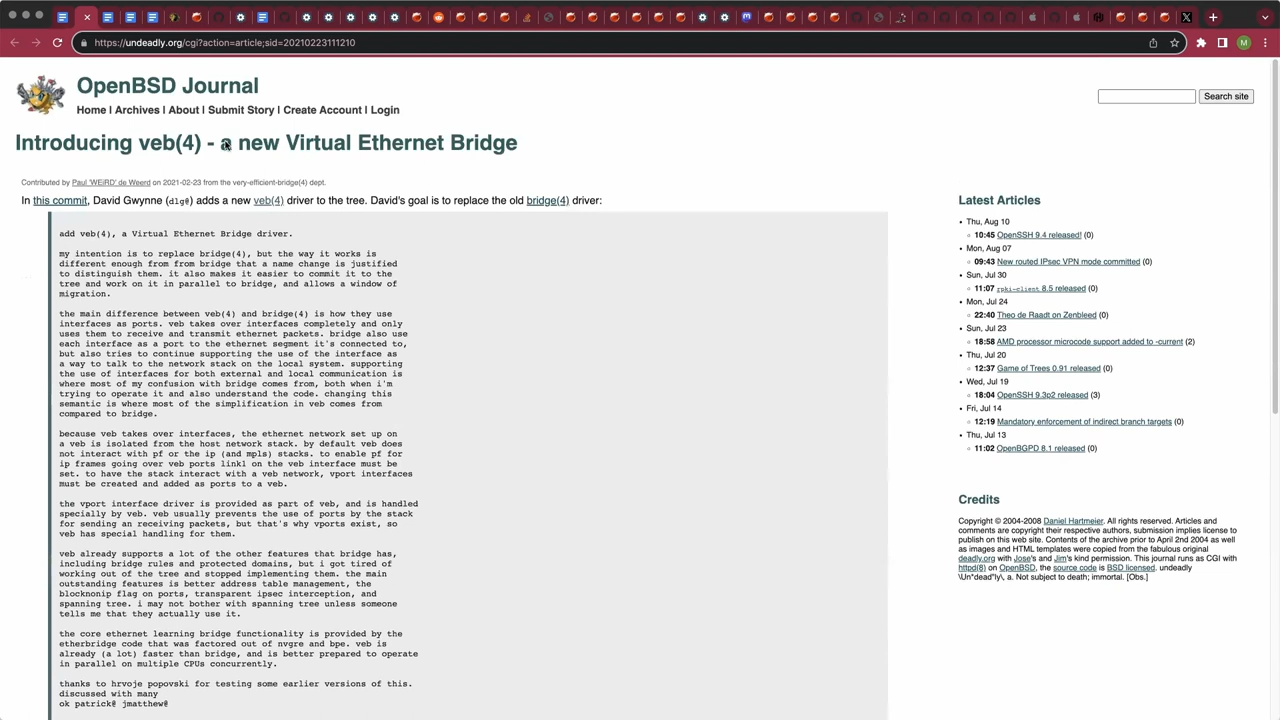 https://undeadly.org/cgi?action=article;sid=20210223111210
M
OpenBSD Journal
Home | Archives | About | Submit Story | Create Account | Login
Search site
Introducing veb(4) - a new Virtual Ethernet Bridge
Contributed by Paul 'WEiRD' de Weerd on 2021-02-23 from the very-efficient-bridge(4) dept.
In this commit, David Gwynne (dlg@) adds a new veb(4) driver to the tree. David's goal is to replace the old bridge(4) driver:
add veb(4), a Virtual Ethernet Bridge driver.
my intention is to replace bridge(4), but the way it works is
different enough from from bridge that a name change is justified
to distinguish them. it also makes it easier to commit it to the
tree and work on it in parallel to bridge, and allows a window of
migration.
the main difference between veb(4) and bridge(4) is how they use
interfaces as ports. veb takes over interfaces completely and only
uses them to receive and transmit ethernet packets. bridge also use
each interface as a port to the ethernet segment it's connected to,
but also tries to continue supporting the use of the interface as
a way to talk to the network stack on the local system. supporting
the use of interfaces for both external and local communication is
where most of my confusion with bridge comes from, both when i'm
trying to operate it and also understand the code. changing this
semantic is where most of the simplification in veb comes from
compared to bridge.
because veb takes over interfaces, the ethernet network set up on
a veb is isolated from the host network stack. by default veb does
not interact with pf or the ip (and mpls) stacks. to enable pf for
ip frames going over veb ports link1 on the veb interface must be
set. to have the stack interact with a veb network, vport interfaces
must be created and added as ports to a veb.
the vport interface driver is provided as part of veb, and is handled
specially by veb. veb usually prevents the use of ports by the stack
for sending an receiving packets, but that's why vports exist, so
veb has special handling for them.
veb already supports a lot of the other features that bridge has,
including bridge rules and protected domains, but i got tired of
working out of the tree and stopped implementing them. the main
outstanding features is better address table management, the
blocknonip flag on ports, transparent ipsec interception, and
spanning tree. i may not bother with spanning tree unless someone
tells me that they actually use it.
the core ethernet learning bridge functionality is provided by the
etherbridge code that was factored out of nvgre and bpe. veb is
already (a lot) faster than bridge, and is better prepared to operate
in parallel on multiple CPUs concurrently.
thanks to hrvoje popovski for testing some earlier versions of this.
discussed with many
ok patrick@ jmatthew@
Latest Articles
Thu, Aug 10
10:45 OpenSSH 9.4 released! (0)
Mon, Aug 07
09:43 New routed IPsec VPN mode committed (0)
Sun, Jul 30
11:07 rpki-client 8.5 released (0)
Mon, Jul 24
22:40 Theo de Raadt on Zenbleed (0)
Sun, Jul 23
18:58 AMD processor microcode support added to -current (2)
Thu, Jul 20
12:37 Game of Trees 0.91 released (0)
Wed, Jul 19
18:04 OpenSSH 9.3p2 released (3)
Fri, Jul 14
12:19 Mandatory enforcement of indirect branch targets (0)
Thu, Jul 13
11:02 OpenBGPD 8.1 released (0)
Credits
Copyright © 2004-2008 Daniel Hartmeier. All rights reserved. Articles and
comments are copyright their respective authors, submission implies license to
publish on this web site. Contents of the archive prior to April 2nd 2004 as well
as images and HTML templates were copied from the fabulous original
deadly.org with Jose's and Jim's kind permission. This journal runs as CGI with
httpd(8) on OpenBSD, the source code is BSD licensed. undeadly
\Un*dead"ly\, a. Not subject to death; immortal. [Obs.]